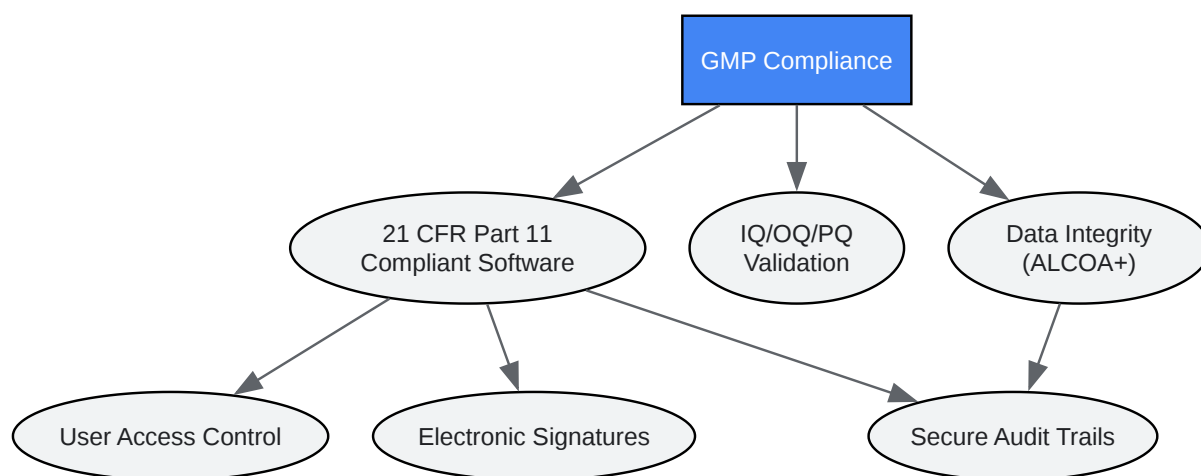 GMP Compliance
21 CFR Part 11
Compliant Software
IQ/OQ/PQ
Validation
Data Integrity
(ALCOA+)
User Access Control
Electronic Signatures
Secure Audit Trails